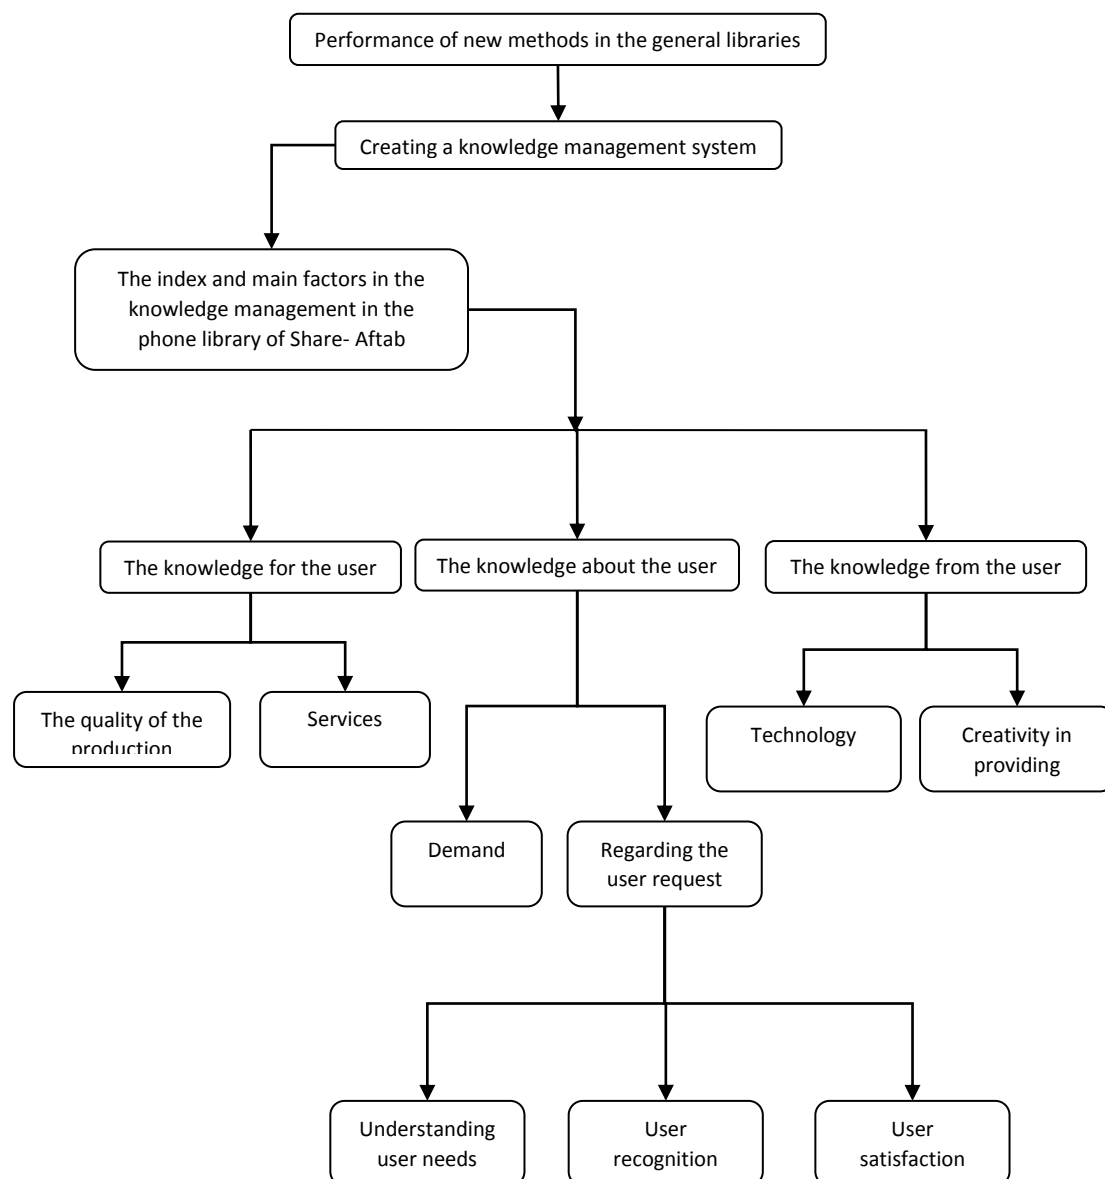 Performance of new methods in the general libraries
Creating a knowledge management system
The index and main factors in the
knowledge management in the
phone library of Share- Aftab
The knowledge for the user
The knowledge about the user
The knowledge from the user
The quality of the
production
Services
Technology
Creativity in
providing
Demand
Regarding the
user request
Understanding
user needs
User
recognition
User
satisfaction